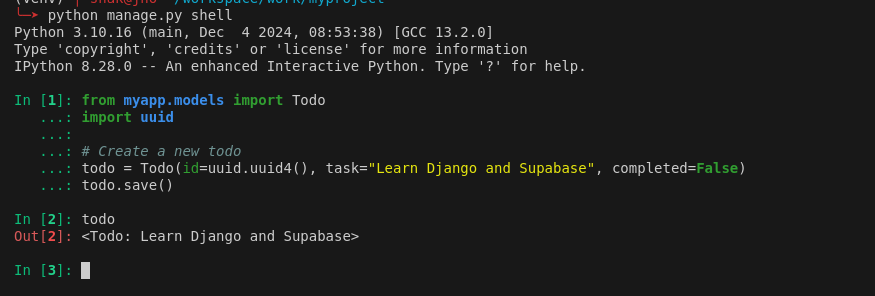 (venv) shak@jho ~/workspace/work/myproject
└─➤ python manage.py shell
Python 3.10.16 (main, Dec  4 2024, 08:53:38) [GCC 13.2.0]
Type 'copyright', 'credits' or 'license' for more information
IPython 8.28.0 -- An enhanced Interactive Python. Type '?' for help.
In [1]: from myapp.models import Todo
   ...: import uuid
   ...:
   ...: # Create a new todo
   ...: todo = Todo(id=uuid.uuid4(), task="Learn Django and Supabase", completed=False)
   ...: todo.save()
In [2]: todo
Out[2]: <Todo: Learn Django and Supabase>
In [3]: